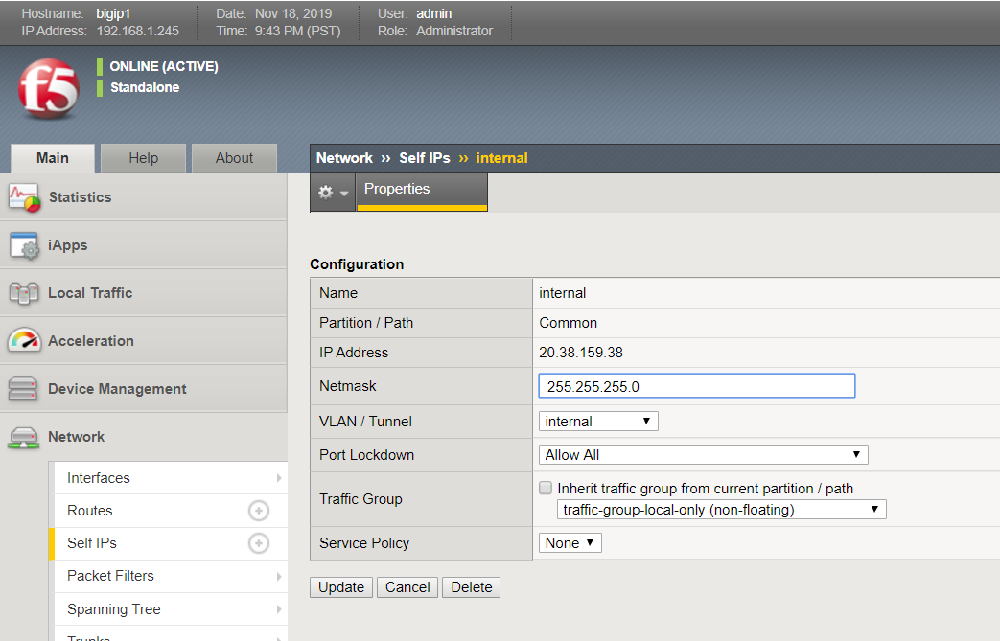 Hostname: bigip1 Date: Nov 18, 2019 User: admin
IP Address: 192.168.1.245 Time: 9:43 PM (PST) Role: Administrator
f5
ONLINE (ACTIVE)
Standalone
Main Help About
Network ›› Self IPs ›› internal
Properties
Statistics
iApps
Local Traffic
Acceleration
Device Management
Network
Interfaces
Routes
Self IPs
Packet Filters
Spanning Tree
Trunks
Configuration
Name internal
Partition / Path Common
IP Address 20.38.159.38
Netmask 255.255.255.0
VLAN / Tunnel internal
Port Lockdown Allow All
Traffic Group Inherit traffic group from current partition / path
traffic-group-local-only (non-floating)
Service Policy None
Update Cancel Delete